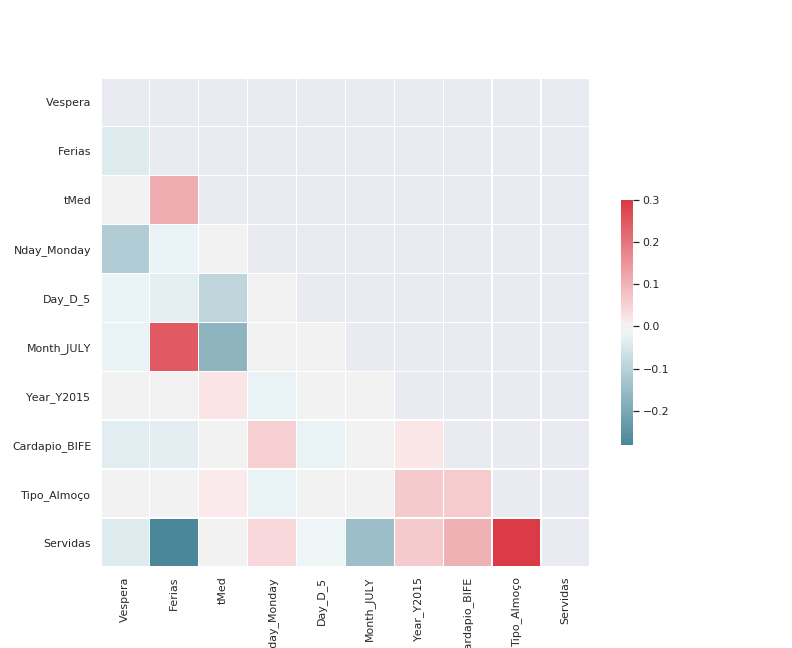 Vespera
Ferias
tMed
Nday_Monday
Day_D_5
Month_JULY
Year_Y2015
Cardapio_BIFE
Tipo_Almoço
Servidas
Vespera
Ferias
tMed
day_Monday
Day_D_5
Month_JULY
Year_Y2015
ardapio_BIFE
Tipo_Almoço
Servidas
0.3
0.2
0.1
0.0
−0.1
−0.2